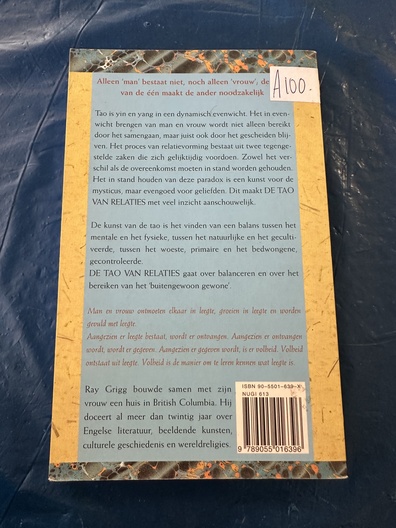 Alleen 'man' bestaat niet, noch alleen 'vrouw'; de
van de één maakt de ander noodzakelijk
A100.
Tao is yin en yang in een dynamisch evenwicht. Het in even-
wicht brengen van man en vrouw wordt niet alleen bereikt
door het samengaan, maar juist ook door het gescheiden blij-
ven. Het proces van relatievorming bestaat uit twee tegenge-
stelde zaken die zich gelijktijdig voordoen. Zowel het ver-
schil als de overeenkomst moeten in stand worden gehouden.
Het in stand houden van deze paradox is een kunst voor de
mysticus, maar evengoed voor geliefden. Dit maakt DE TAO
VAN RELATIES met veel inzicht aanschouwelijk.
De kunst van de tao is het vinden van een balans tussen het
mentale en het fysieke, tussen het natuurlijke en het geculti-
veerde, tussen het woeste, primaire en het bedwongene,
gecontroleerde.
DE TAO VAN RELATIES gaat over balanceren en over het
bereiken van het 'buitengewoon gewone'.
Man en vrouw ontmoeten elkaar in leegte, groeien in leegte en worden
gevuld met leegte.
Aangezien er leegte bestaat, wordt er ontvangen. Aangezien er ontvangen
wordt, wordt er gegeven. Aangezien er gegeven wordt, is er volheid. Volheid
ontstaat uit leegte. Volheid is de manier om te leren kennen wat leegte is.
Ray Grigg bouwde samen met zijn
vrouw een huis in British Columbia. Hij
doceert al meer dan twintig jaar over
Engelse literatuur, beeldende kunsten,
culturele geschiedenis en wereldreligies.
ISBN 90-5501-639-X
NUGI 613
9 789055 016396